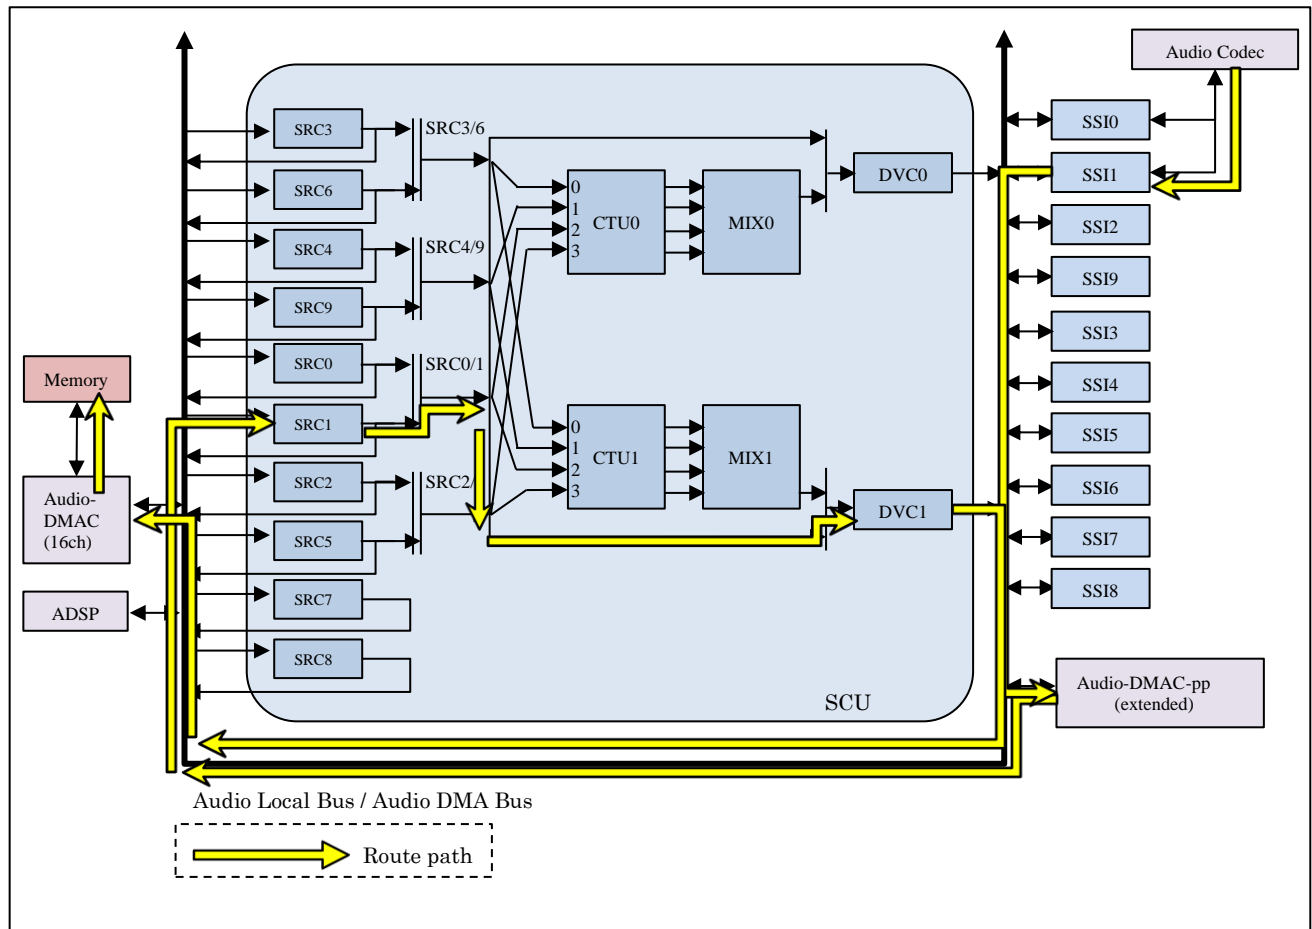 Audio Codec
SRC3
SRC3/6
SSI0
SRC6
DVC0
SSI1
0
1
2
3
CTU0
MIX0
SSI2
SRC4
SRC4/9
SSI9
SRC9
SSI3
SRC0
SRC0/1
Memory
SSI4
SRC1
0
1
2
3
CTU1
MIX1
SSI5
SRC2
SRC2/
SSI6
Audio-
DMAC
(16ch)
DVC1
SRC5
SSI7
SRC7
SSI8
ADSP
SRC8
Audio-DMAC-pp
(extended)
SCU
Audio Local Bus / Audio DMA Bus
Route path